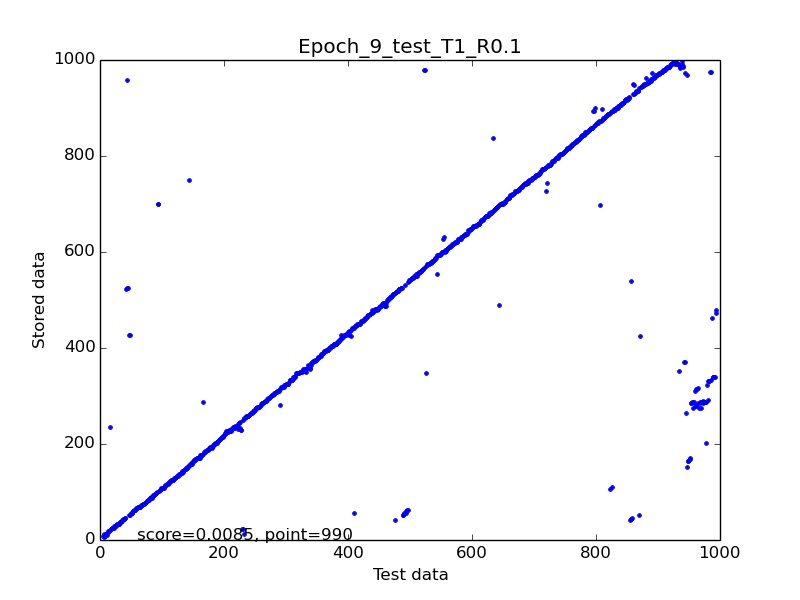 Epoch_9_test_T1_R0.1
1000
800
600
400
200
0
Stored data
score=0.0085, point=990
0 200 400 600 800 1000
Test data